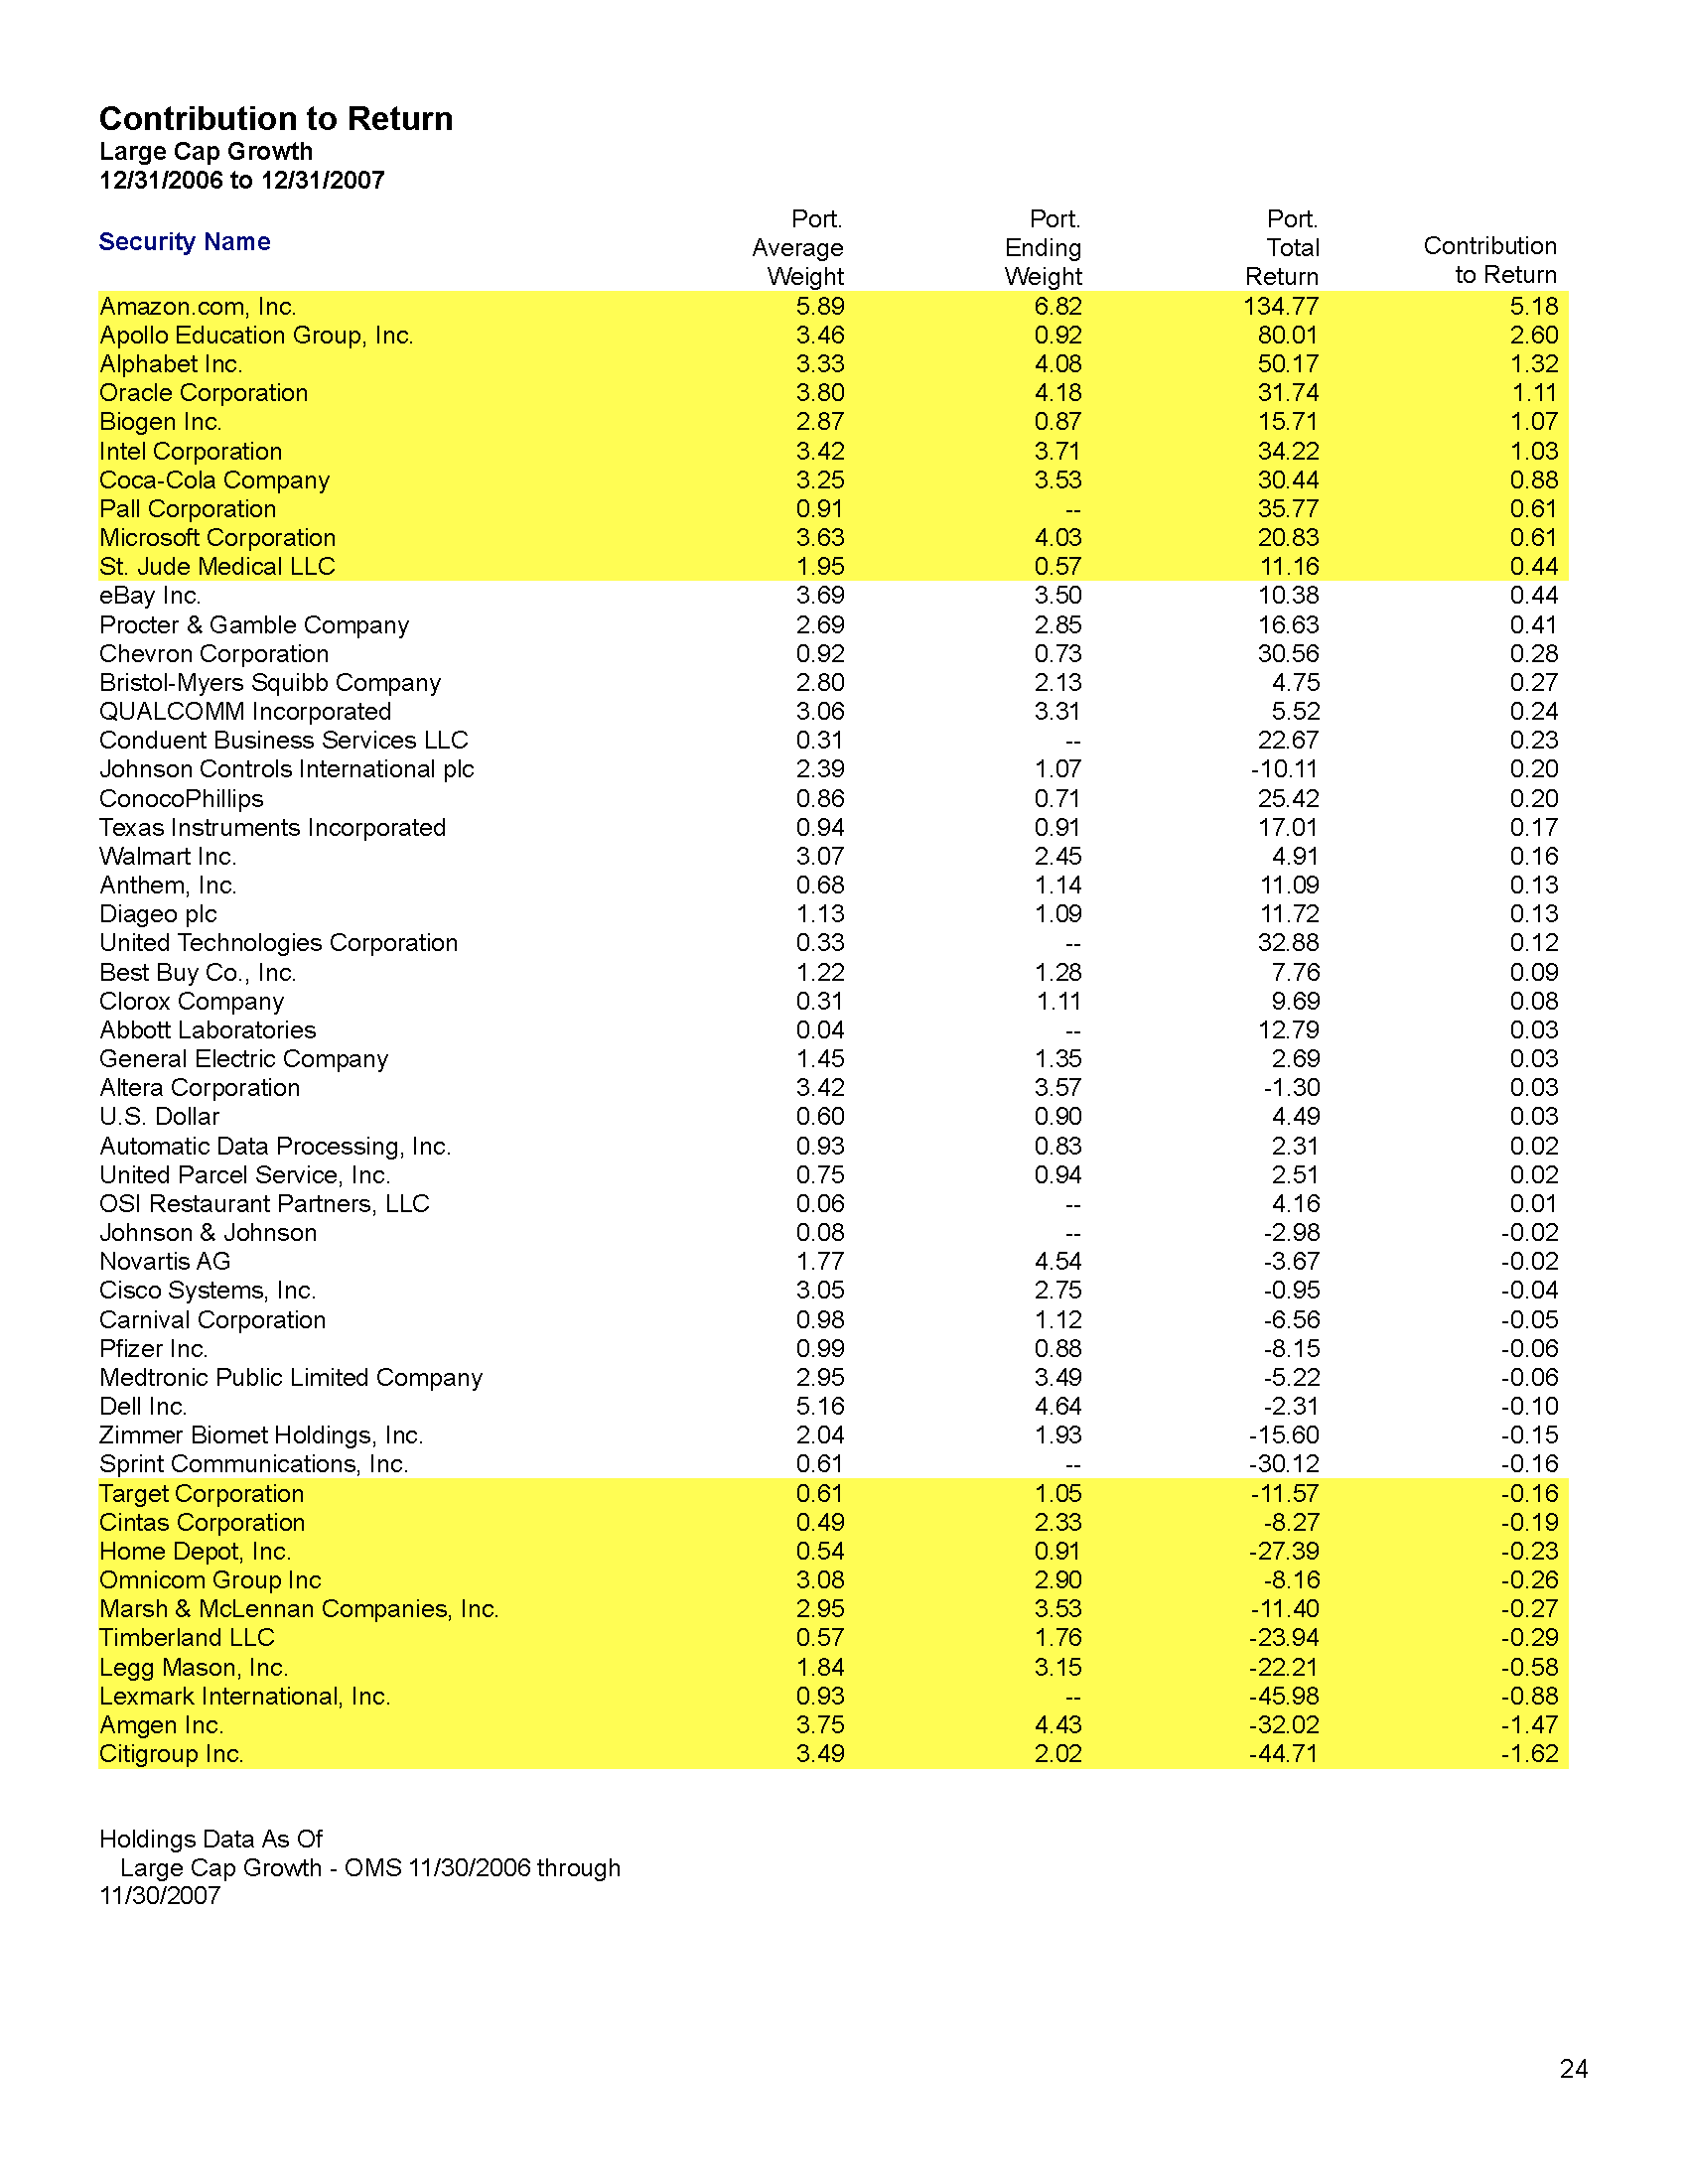 Contribution to Return
Large Cap Growth
12/31/2006 to 12/31/2007
Security Name Port. Average Weight Port. Ending Weight Port. Total Return Contribution to Return
Amazon.com, Inc. 5.89 6.82 134.77 5.18
Apollo Education Group, Inc. 3.46 0.92 80.01 2.60
Alphabet Inc. 3.33 4.08 50.17 1.32
Oracle Corporation 3.80 4.18 31.74 1.11
Biogen Inc. 2.87 0.87 15.71 1.07
Intel Corporation 3.42 3.71 34.22 1.03
Coca-Cola Company 3.25 3.53 30.44 0.88
Pall Corporation 0.91 -- 35.77 0.61
Microsoft Corporation 3.63 4.03 20.83 0.61
St. Jude Medical LLC 1.95 0.57 11.16 0.44
eBay Inc. 3.69 3.50 10.38 0.44
Procter & Gamble Company 2.69 2.85 16.63 0.41
Chevron Corporation 0.92 0.73 30.56 0.28
Bristol-Myers Squibb Company 2.80 2.13 4.75 0.27
QUALCOMM Incorporated 3.06 3.31 5.52 0.24
Conduent Business Services LLC 0.31 -- 22.67 0.23
Johnson Controls International plc 2.39 1.07 -10.11 0.20
ConocoPhillips 0.86 0.71 25.42 0.20
Texas Instruments Incorporated 0.94 0.91 17.01 0.17
Walmart Inc. 3.07 2.45 4.91 0.16
Anthem, Inc. 0.68 1.14 11.09 0.13
Diageo plc 1.13 1.09 11.72 0.13
United Technologies Corporation 0.33 -- 32.88 0.12
Best Buy Co., Inc. 1.22 1.28 7.76 0.09
Clorox Company 0.31 1.11 9.69 0.08
Abbott Laboratories 0.04 -- 12.79 0.03
General Electric Company 1.45 1.35 2.69 0.03
Altera Corporation 3.42 3.57 -1.30 0.03
U.S. Dollar 0.60 0.90 4.49 0.03
Automatic Data Processing, Inc. 0.93 0.83 2.31 0.02
United Parcel Service, Inc. 0.75 0.94 2.51 0.02
OSI Restaurant Partners, LLC 0.06 -- 4.16 0.01
Johnson & Johnson 0.08 -- -2.98 -0.02
Novartis AG 1.77 4.54 -3.67 -0.02
Cisco Systems, Inc. 3.05 2.75 -0.95 -0.04
Carnival Corporation 0.98 1.12 -6.56 -0.05
Pfizer Inc. 0.99 0.88 -8.15 -0.06
Medtronic Public Limited Company 2.95 3.49 -5.22 -0.06
Dell Inc. 5.16 4.64 -2.31 -0.10
Zimmer Biomet Holdings, Inc. 2.04 1.93 -15.60 -0.15
Sprint Communications, Inc. 0.61 -- -30.12 -0.16
Target Corporation 0.61 1.05 -11.57 -0.16
Cintas Corporation 0.49 2.33 -8.27 -0.19
Home Depot, Inc. 0.54 0.91 -27.39 -0.23
Omnicom Group Inc 3.08 2.90 -8.16 -0.26
Marsh & McLennan Companies, Inc. 2.95 3.53 -11.40 -0.27
Timberland LLC 0.57 1.76 -23.94 -0.29
Legg Mason, Inc. 1.84 3.15 -22.21 -0.58
Lexmark International, Inc. 0.93 -- -45.98 -0.88
Amgen Inc. 3.75 4.43 -32.02 -1.47
Citigroup Inc. 3.49 2.02 -44.71 -1.62
Holdings Data As Of
Large Cap Growth - OMS 11/30/2006 through
11/30/2007
24